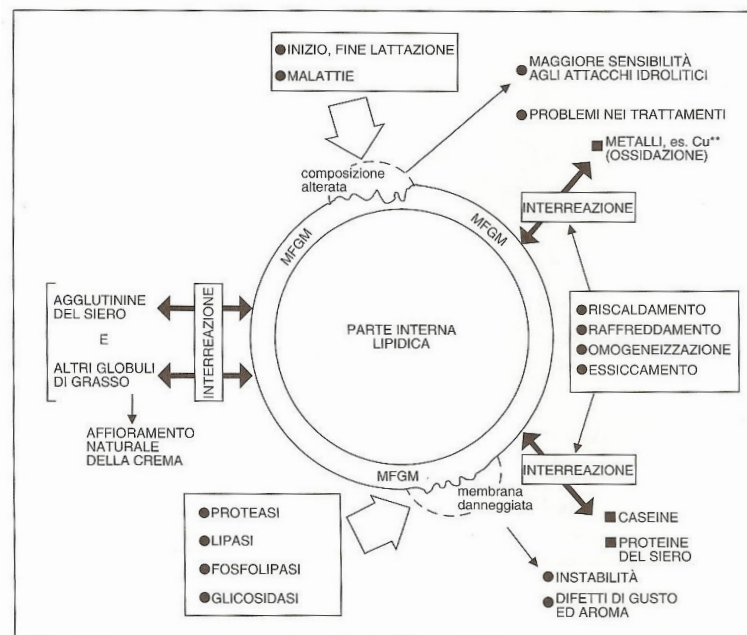 INIZIO, FINE LATTAZIONE
MALATTIE
MAGGIORE SENSIBILITÀ
AGLI ATTACCHI IDROLITICI
PROBLEMI NEI TRATTAMENTI
METALLI, es. Cu**
(OSSIDAZIONE)
composizione
alterata
INTERREAZIONE
MFGM
MFGM
AGGLUTININE
DEL SIERO
E
ALTRI GLOBULI
DI GRASSO
INTERREAZIONE
PARTE INTERNA
LIPIDICA
RISCALDAMENTO
RAFFREDDAMENTO
OMOGENEIZZAZIONE
ESSICCAMENTO
AFFIORAMENTO
NATURALE
DELLA CREMA
MFGM
membrana
danneggiata
INTERREAZIONE
PROTEASI
LIPASI
FOSFOLIPASI
GLICOSIDASI
CASEINE
PROTEINE
DEL SIERO
INSTABILITÀ
DIFETTI DI GUSTO
ED AROMA